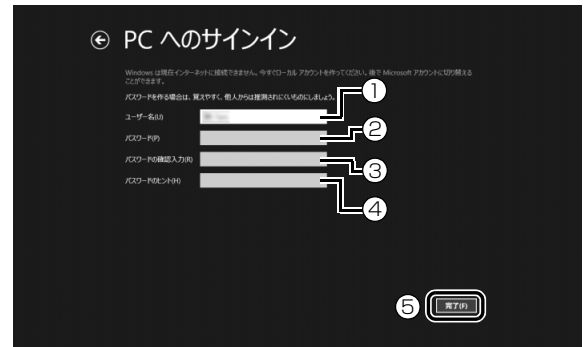 PC へのサインイン
Windows は現在インターネットに接続できません。今すぐローカル アカウントを作ってください。後で Microsoft アカウントに切り替える
ことができます。
パスワードを作る場合は、覚えやすく、他人からは推測されにくいものにしましょう。
①
ユーザー名(U)
パスワード(P)
②
パスワードの確認入力(R)
③
パスワードのヒント(H)
④
⑤
完了(F)